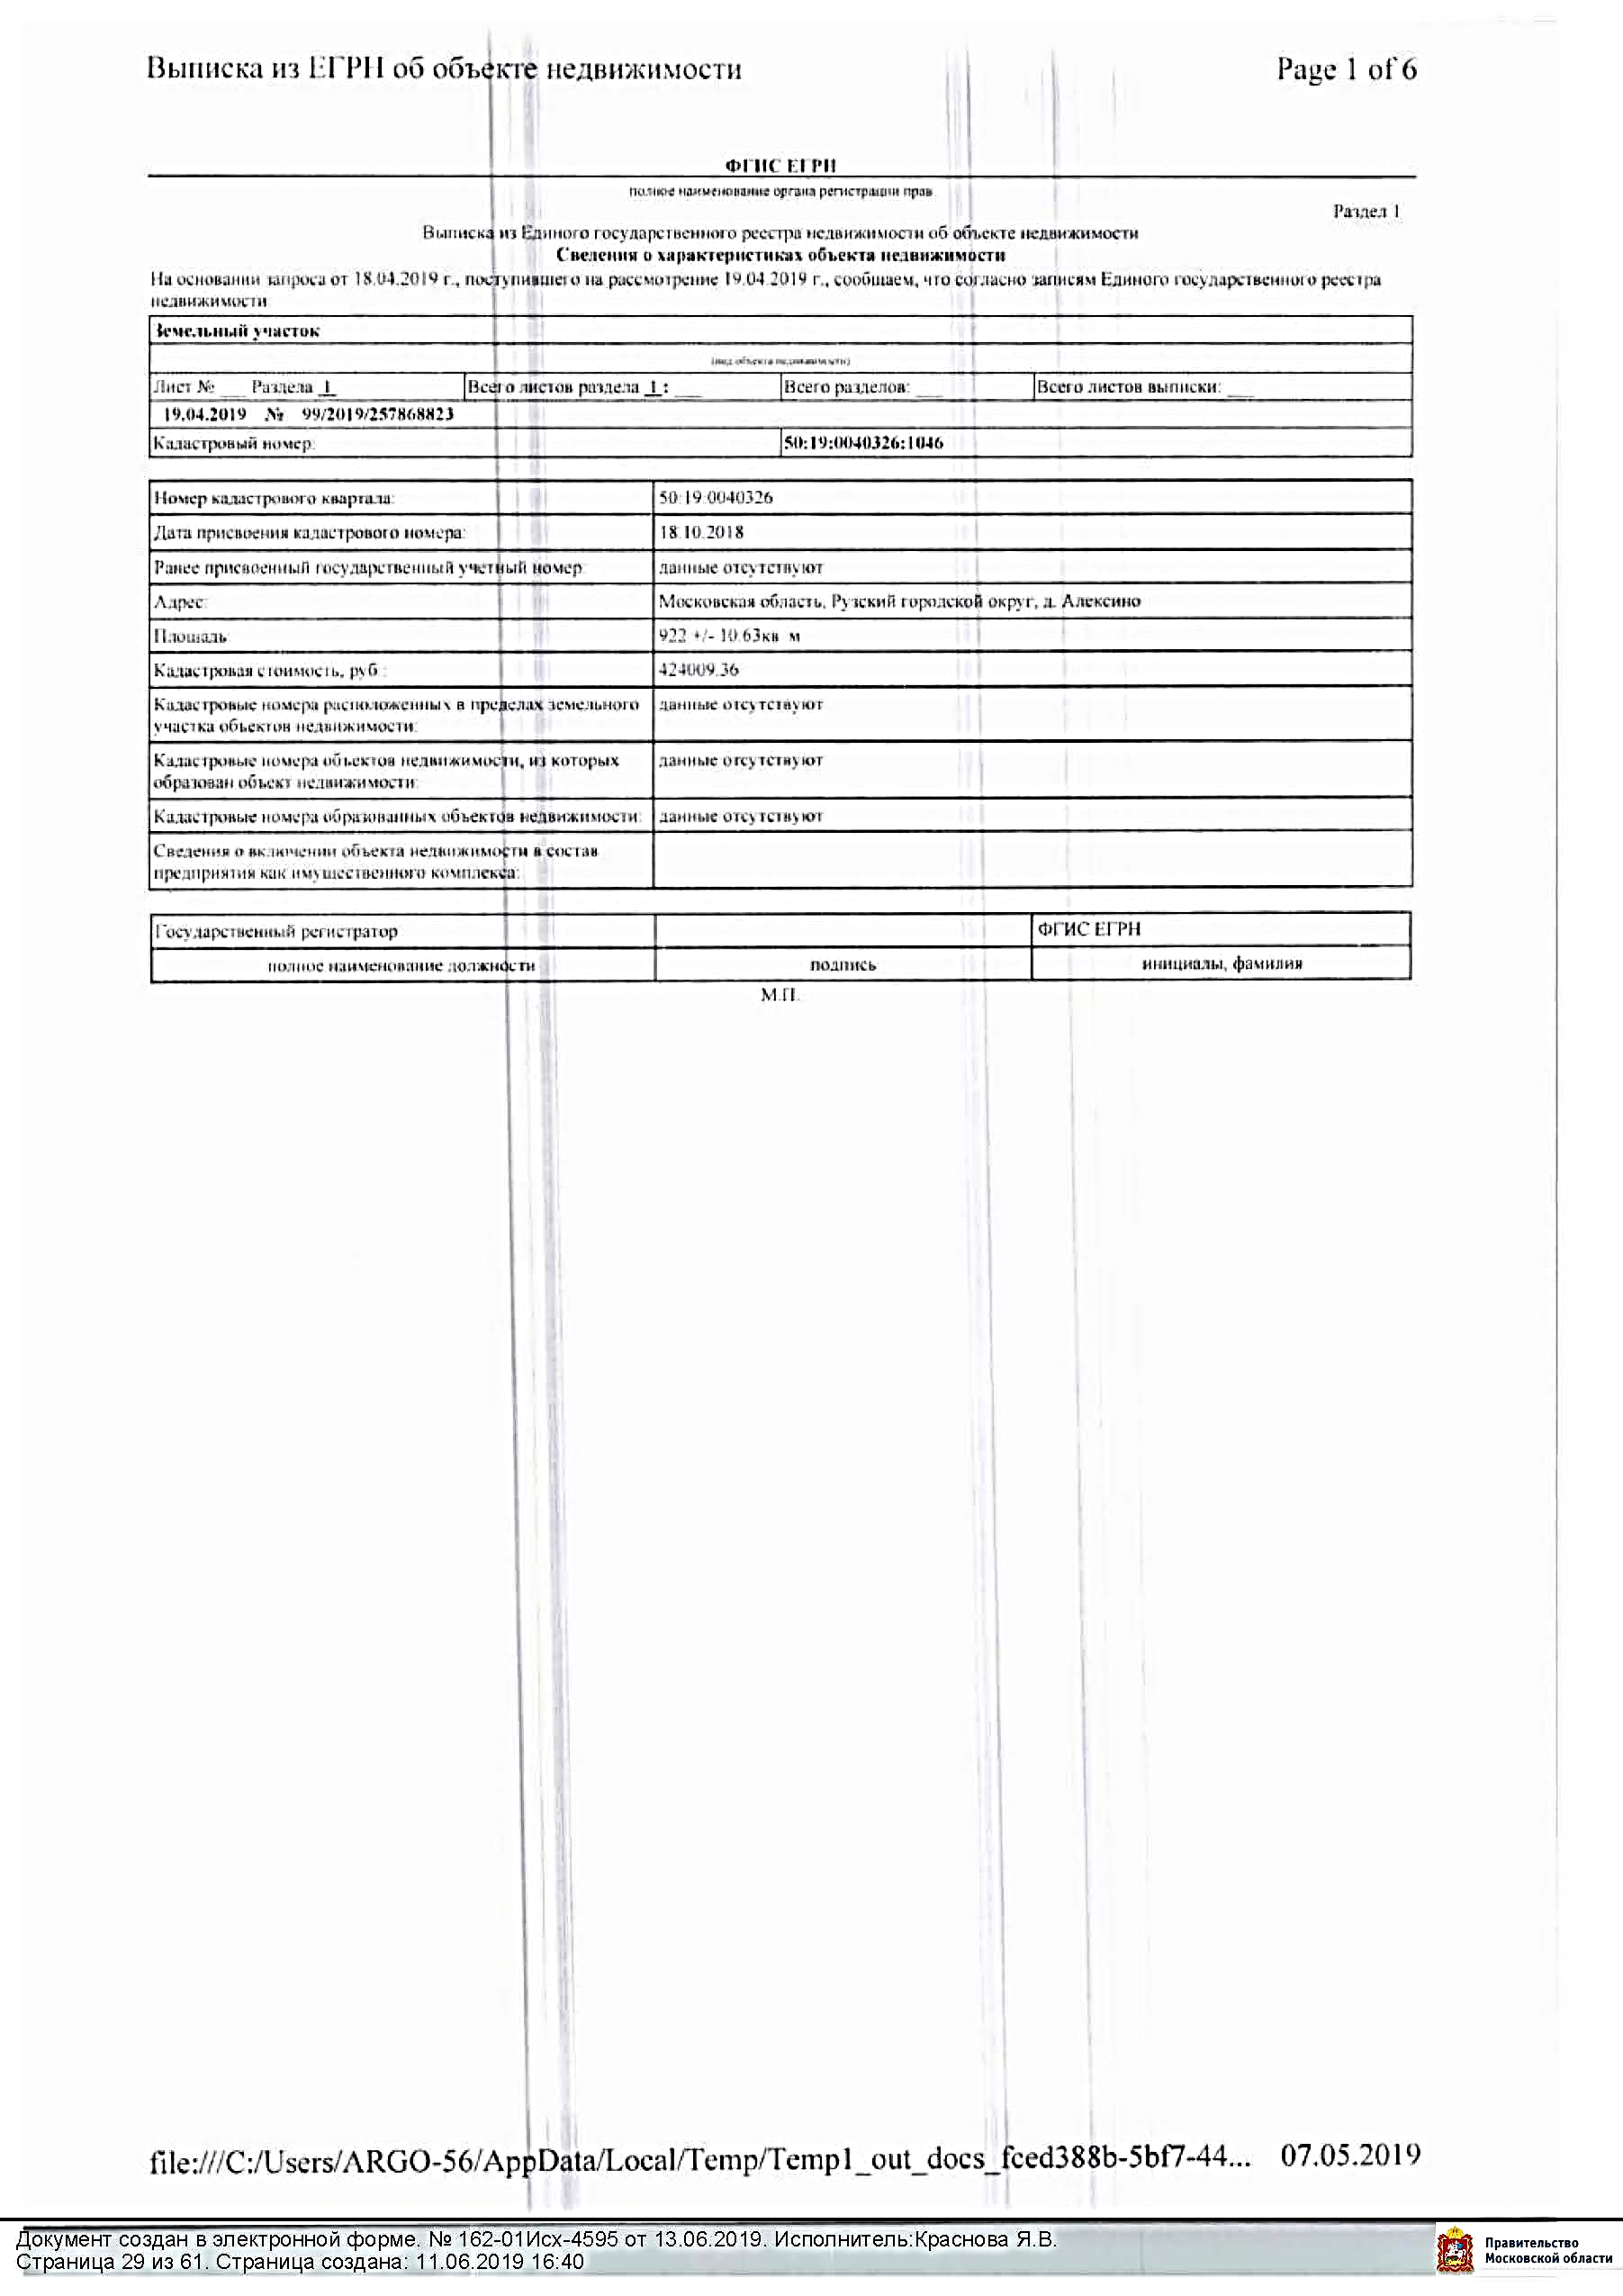 Выписка из ЕГРН об объекте недвижимости Page 1 of 6
ФГИС ЕГРН
полное наименование органа регистрации прав
Раздел 1
Выписка из Единого государственного реестра недвижимости об объекте недвижимости
Сведения о характеристиках объекта недвижимости
На основании запроса от 18.04.2019 г., поступившего на рассмотрение 19.04.2019 г., сообщаем, что согласно записям Единого государственного реестра
недвижимости:
Земельный участок
(вид объекта недвижимости)
Лист № ___ Раздела 1 Всего листов раздела 1 : ___ Всего разделов: ___ Всего листов выписки: ___
19.04.2019 № 99/2019/257868823
Кадастровый номер: 50:19:0040326:1046
Номер кадастрового квартала: 50:19:0040326
Дата присвоения кадастрового номера: 18.10.2018
Ранее присвоенный государственный учетный номер: данные отсутствуют
Адрес: Московская область, Рузский городской округ, д. Алексино
Площадь: 922 +/- 10.63кв. м
Кадастровая стоимость, руб.: 424009.36
Кадастровые номера расположенных в пределах земельного данные отсутствуют
участка объектов недвижимости:
Кадастровые номера объектов недвижимости, из которых данные отсутствуют
образован объект недвижимости:
Кадастровые номера образованных объектов недвижимости: данные отсутствуют
Сведения о включении объекта недвижимости в состав
предприятия как имущественного комплекса:
Государственный регистратор ФГИС ЕГРН
полное наименование должности подпись инициалы, фамилия
М.П.
file:///C:/Users/ARGO-56/AppData/Local/Temp/Temp1_out_docs_fced388b-5bf7-44... 07.05.2019
Документ создан в электронной форме. № 162-01Исх-4595 от 13.06.2019. Исполнитель:Краснова Я.В.
Страница 29 из 61. Страница создана: 11.06.2019 16:40
Правительство
Московской области